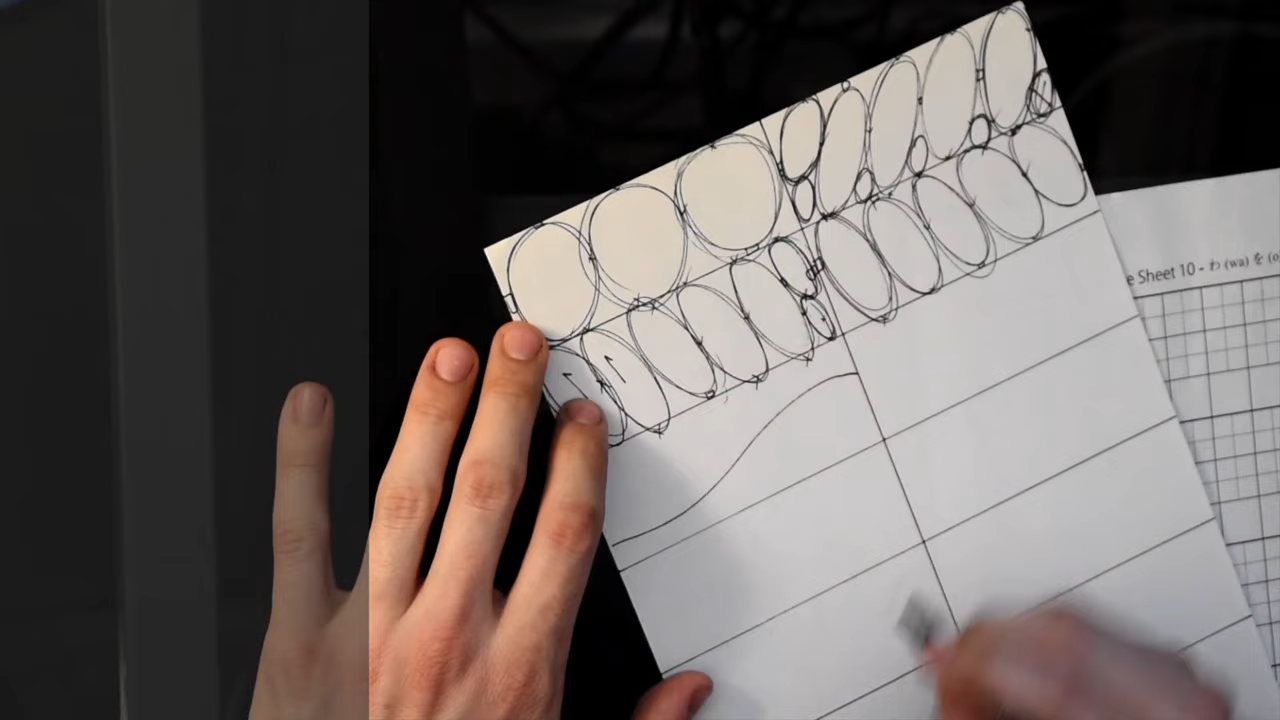 e Sheet 10 - わ (wa) を (o